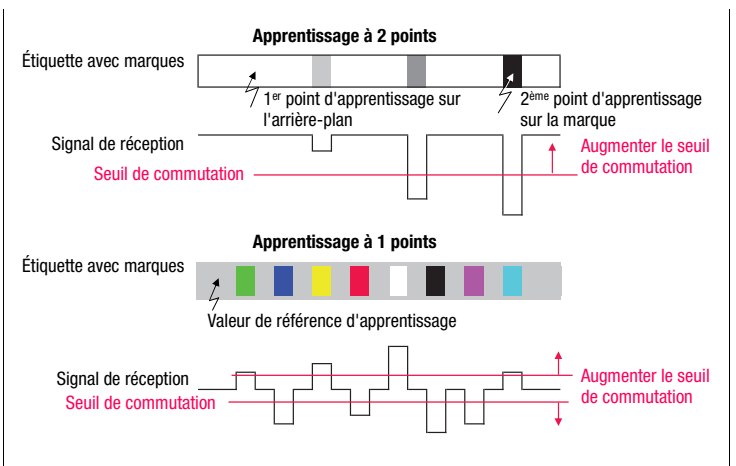 Apprentissage à 2 points
Étiquette avec marques
1er point d'apprentissage sur
l'arrière-plan
2ème point d'apprentissage
sur la marque
Signal de réception
Seuil de commutation
Augmenter le seuil
de commutation
Apprentissage à 1 points
Étiquette avec marques
Valeur de référence d'apprentissage
Signal de réception
Seuil de commutation
Augmenter le seuil
de commutation